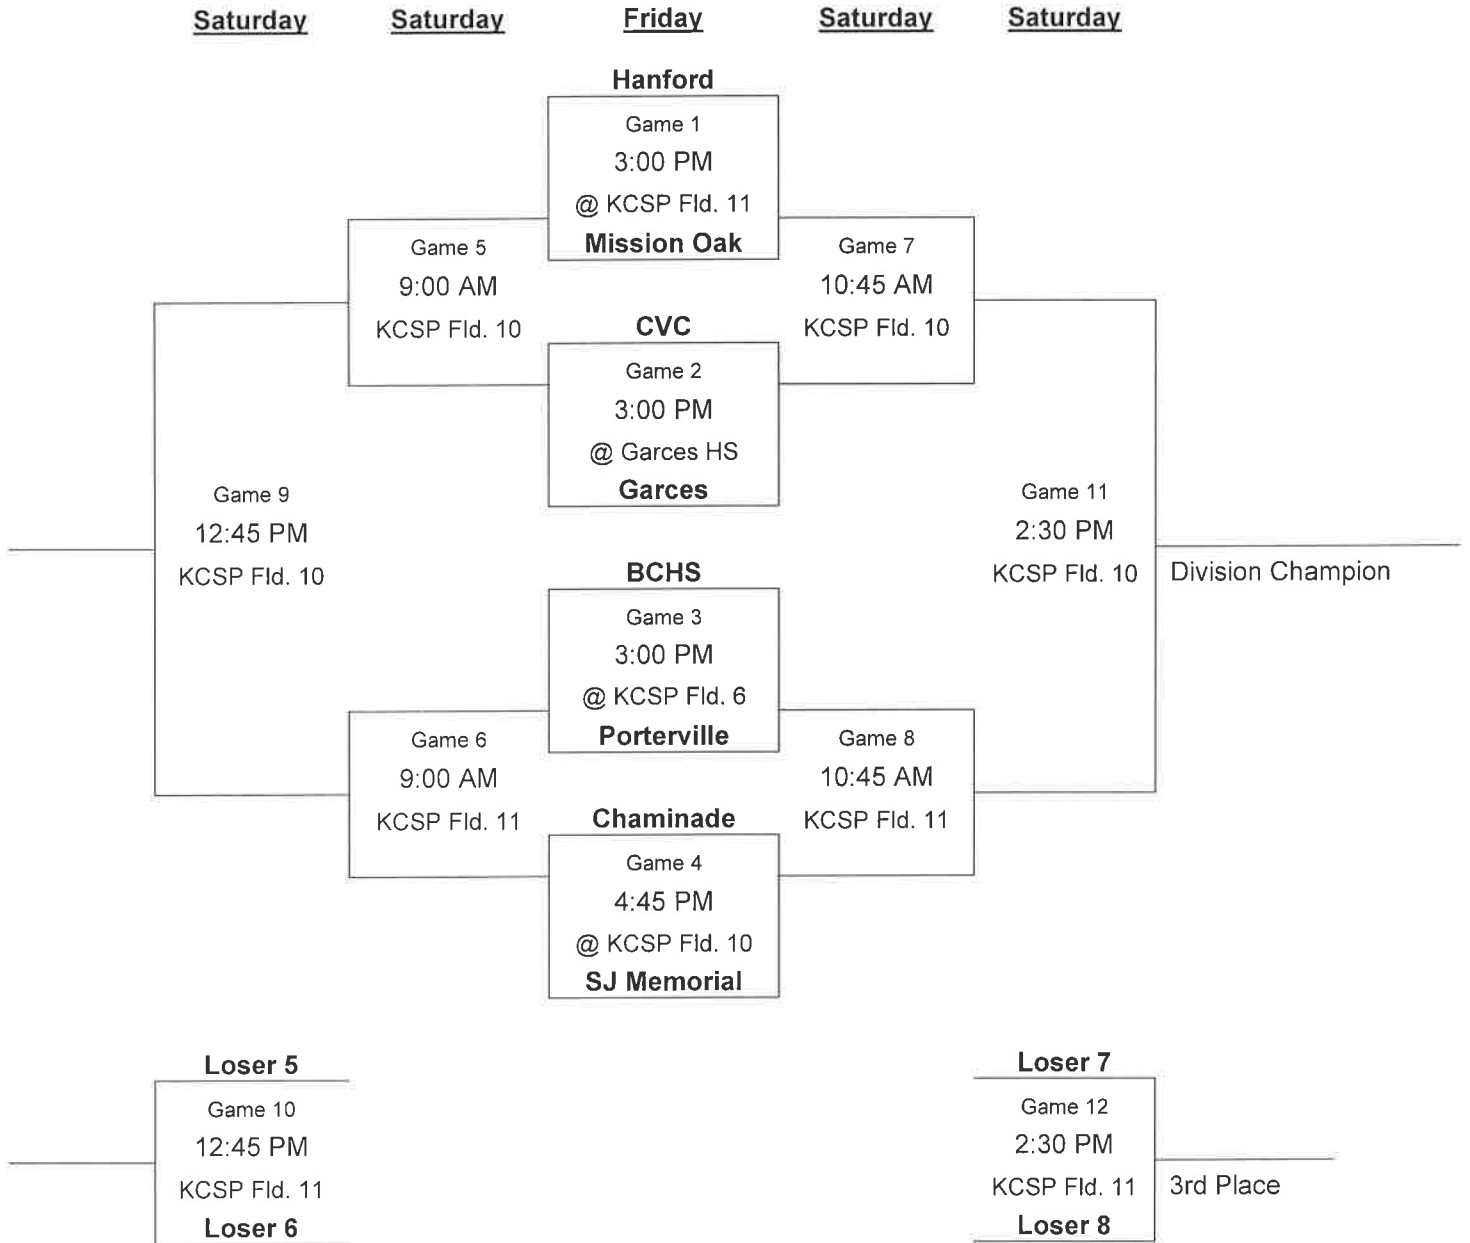 Saturday Saturday Friday Saturday Saturday
Hanford
Game 1
3:00 PM
@ KCSP Fld. 11
Mission Oak
Game 5
9:00 AM
KCSP Fld. 10
Game 7
10:45 AM
KCSP Fld. 10
CVC
Game 2
3:00 PM
@ Garces HS
Garces
Game 9
12:45 PM
KCSP Fld. 10
Game 11
2:30 PM
KCSP Fld. 10
Division Champion
BCHS
Game 3
3:00 PM
@ KCSP Fld. 6
Porterville
Game 6
9:00 AM
KCSP Fld. 11
Game 8
10:45 AM
KCSP Fld. 11
Chaminade
Game 4
4:45 PM
@ KCSP Fld. 10
SJ Memorial
Loser 5
Game 10
12:45 PM
KCSP Fld. 11
Loser 6
Loser 7
Game 12
2:30 PM
KCSP Fld. 11
3rd Place
Loser 8